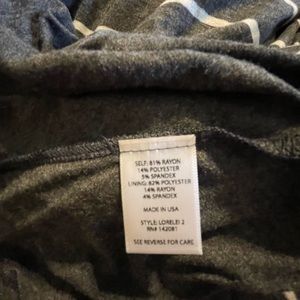 SELF: 81% RAYON
14% POLYESTER
5% SPANDEX
LINING: 82% POLYESTER
14% RAYON
4% SPANDEX
MADE IN USA
STYLE: LORELEI 2
RN# 142081
SEE REVERSE FOR CARE